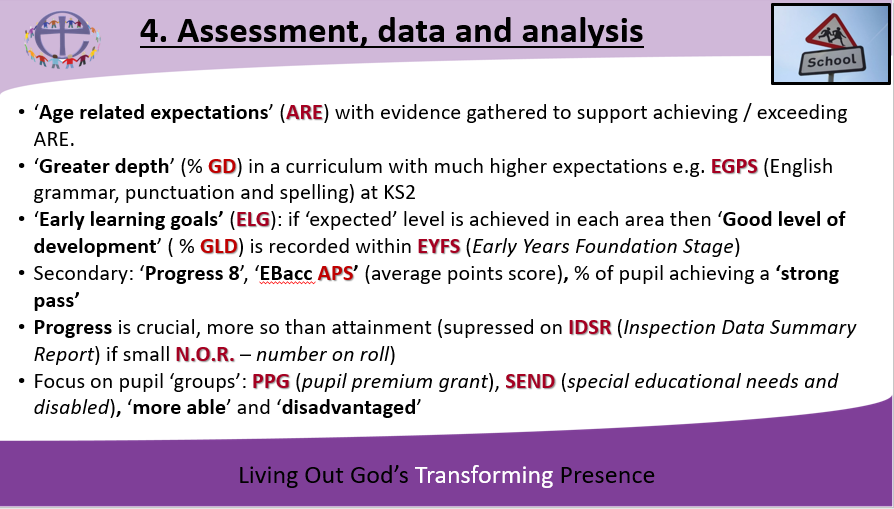 4. Assessment, data and analysis
School
• ‘Age related expectations’ (ARE) with evidence gathered to support achieving / exceeding
ARE.
• ‘Greater depth’ (% GD) in a curriculum with much higher expectations e.g. EGPS (English
grammar, punctuation and spelling) at KS2
• ‘Early learning goals’ (ELG): if ‘expected’ level is achieved in each area then ‘Good level of
development’ ( % GLD) is recorded within EYFS (Early Years Foundation Stage)
• Secondary: ‘Progress 8’, ‘EBacc APS’ (average points score), % of pupil achieving a ‘strong
pass’
• Progress is crucial, more so than attainment (supressed on IDSR (Inspection Data Summary
Report) if small N.O.R. – number on roll)
• Focus on pupil ‘groups’: PPG (pupil premium grant), SEND (special educational needs and
disabled), ‘more able’ and ‘disadvantaged’
Living Out God’s Transforming Presence